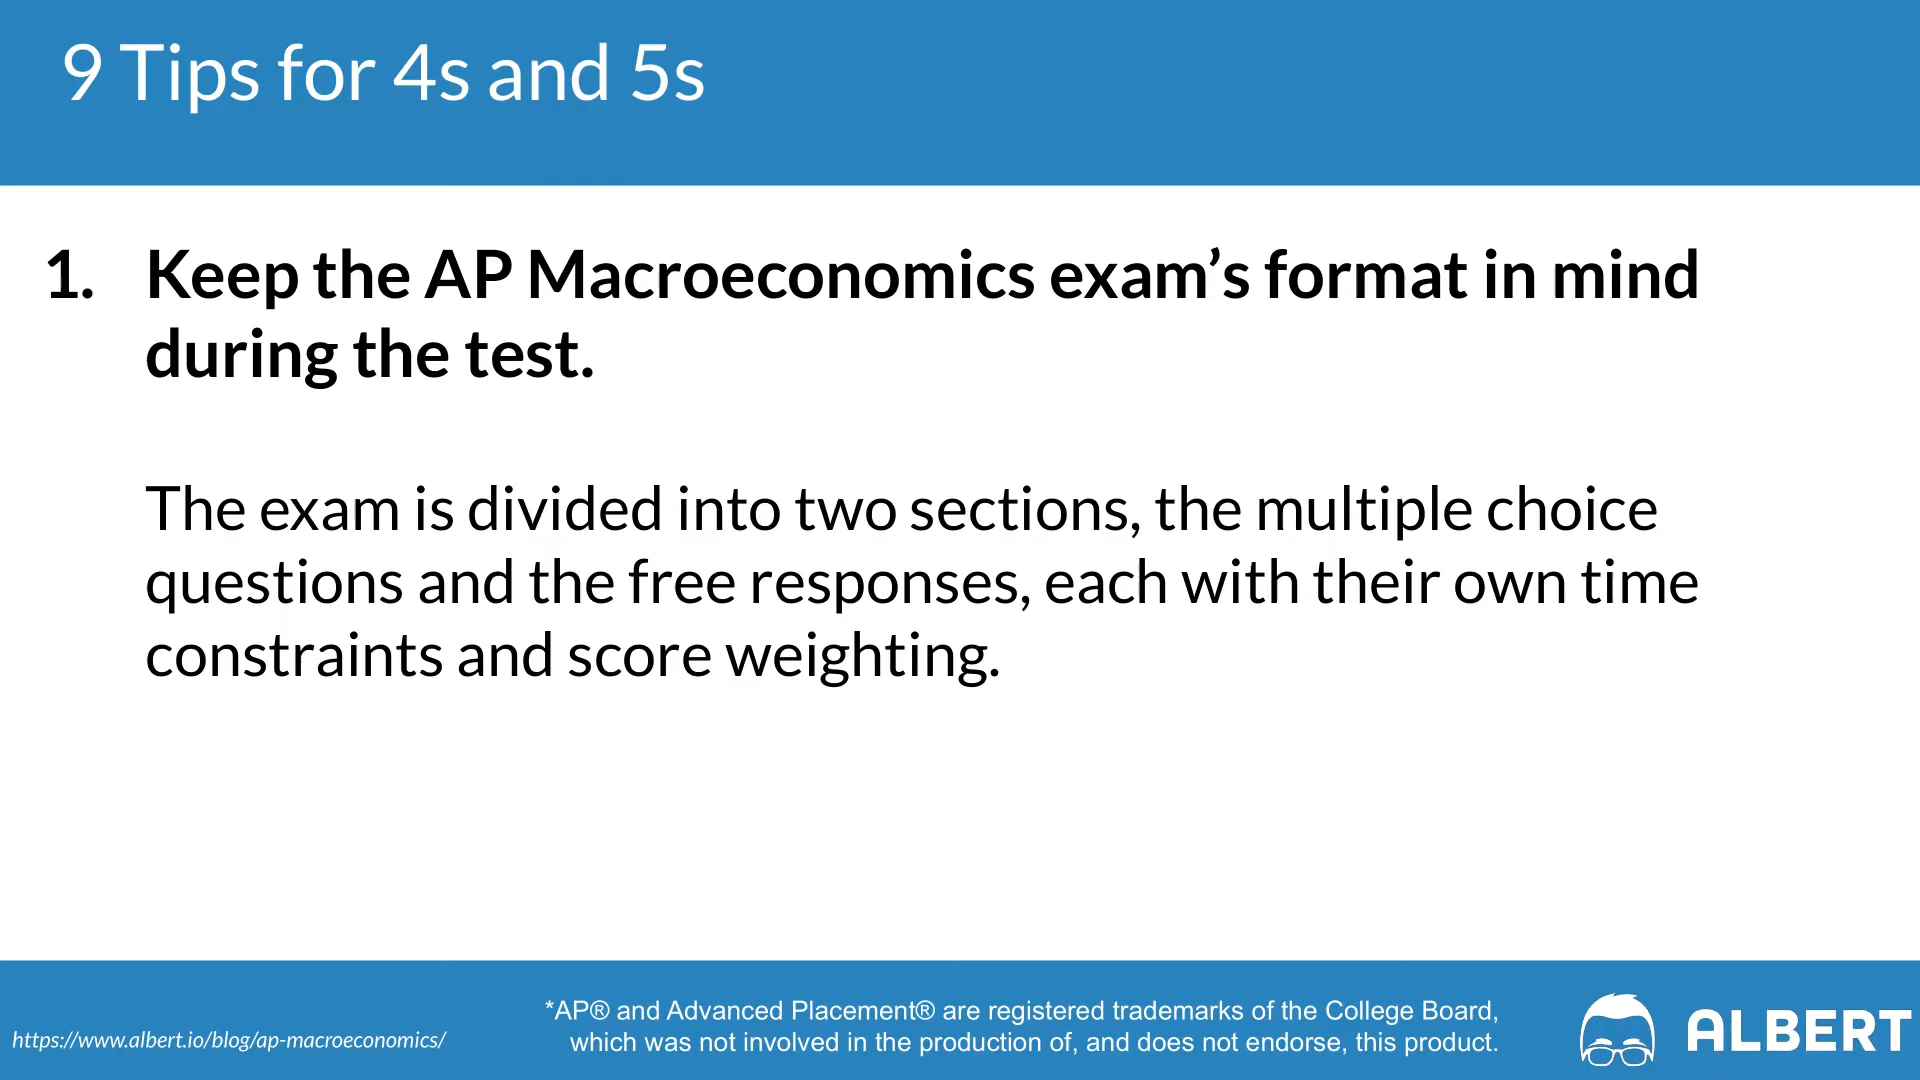 9 Tips for 4s and 5s
1. Keep the AP Macroeconomics exam’s format in mind
during the test.
The exam is divided into two sections, the multiple choice
questions and the free responses, each with their own time
constraints and score weighting.
https://www.albert.io/blog/ap-macroeconomics/
*AP® and Advanced Placement® are registered trademarks of the College Board,
which was not involved in the production of, and does not endorse, this product.
ALBERT